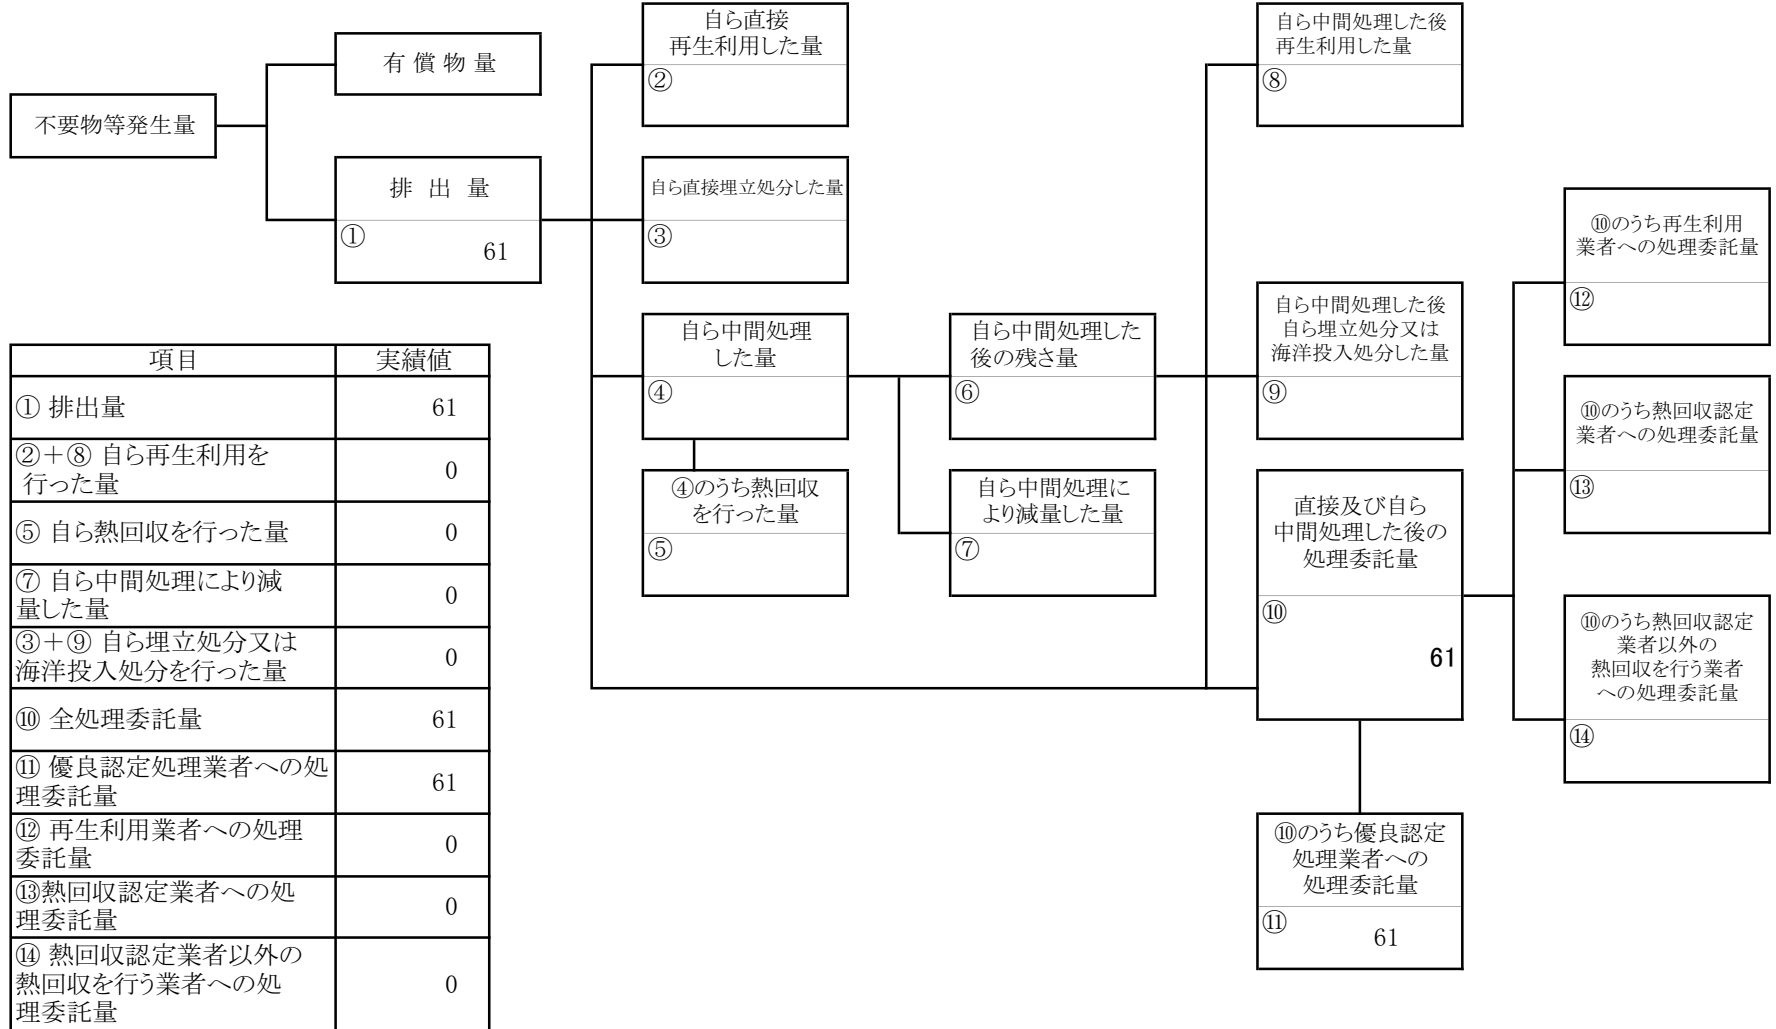 不要物等発生量
有償物量
排出量
①
61
自ら直接
再生利用した量
②
自ら直接埋立処分した量
③
自ら中間処理
した量
④
④のうち熱回収
を行った量
⑤
自ら中間処理した
後の残さ量
⑥
自ら中間処理に
より減量した量
⑦
自ら中間処理した後
再生利用した量
⑧
自ら中間処理した後
自ら埋立処分又は
海洋投入処分した量
⑨
直接及び自ら
中間処理した後の
処理委託量
⑩
61
⑩のうち優良認定
処理業者への
処理委託量
⑪
61
⑩のうち再生利用
業者への処理委託量
⑫
⑩のうち熱回収認定
業者への処理委託量
⑬
⑩のうち熱回収認定
業者以外の
熱回収を行う業者
への処理委託量
⑭
項目 実績値
① 排出量 61
②+⑧ 自ら再生利用を
行った量 0
⑤ 自ら熱回収を行った量 0
⑦ 自ら中間処理により減
量した量 0
③+⑨ 自ら埋立処分又は
海洋投入処分を行った量 0
⑩ 全処理委託量 61
⑪ 優良認定処理業者への処
理委託量 61
⑫ 再生利用業者への処理
委託量 0
⑬熱回収認定業者への処
理委託量 0
⑭ 熱回収認定業者以外の
熱回収を行う業者への処
理委託量 0